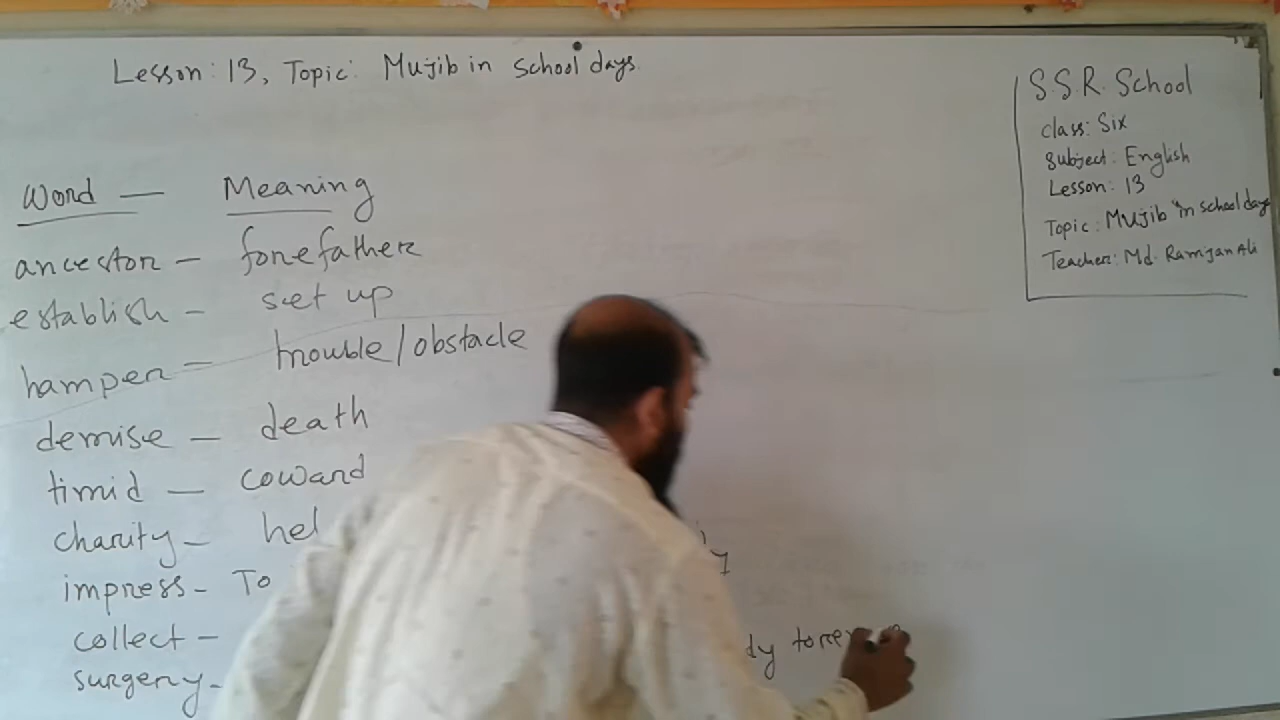 Lesson: 13, Topic: Mujib in school days.
S.S.R. School
class: Six
Subject: English
Lesson: 13
Topic: Mujib in school days
Teacher: Md. Ramjan Ali
Word — Meaning
ancestor — forefather
establish — set up
hamper — trouble/obstacle
demise — death
timid — coward
charity — hel
impress - To
collect —
surgery -
dy to re